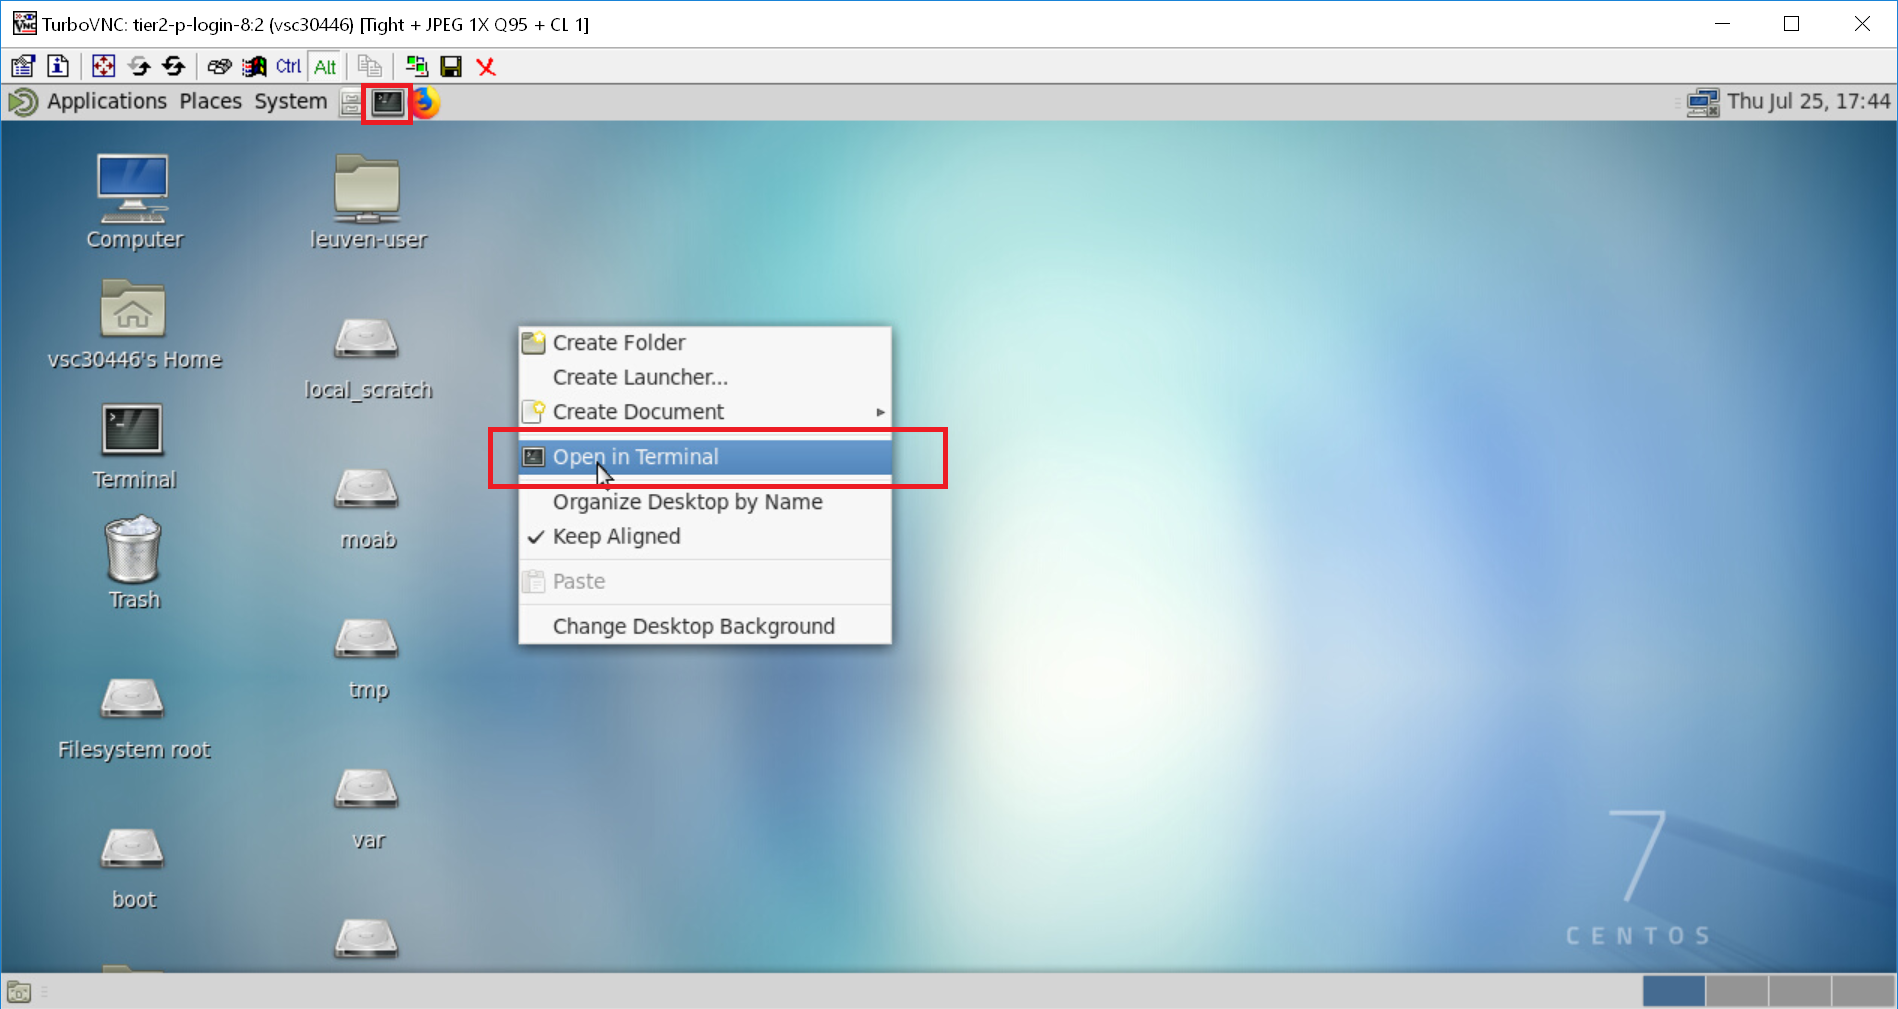 TurboVNC: tier2-p-login-8:2 (vsc30446) [Tight + JPEG 1X Q95 + CL 1]
Ctrl Alt
Applications Places System
Thu Jul 25, 17:44
Computer
leuven-user
vsc30446's Home
local_scratch
Terminal
moab
Trash
tmp
Filesystem root
var
boot
Create Folder
Create Launcher...
Create Document
Open in Terminal
Organize Desktop by Name
Keep Aligned
Paste
Change Desktop Background
7
CENTOS